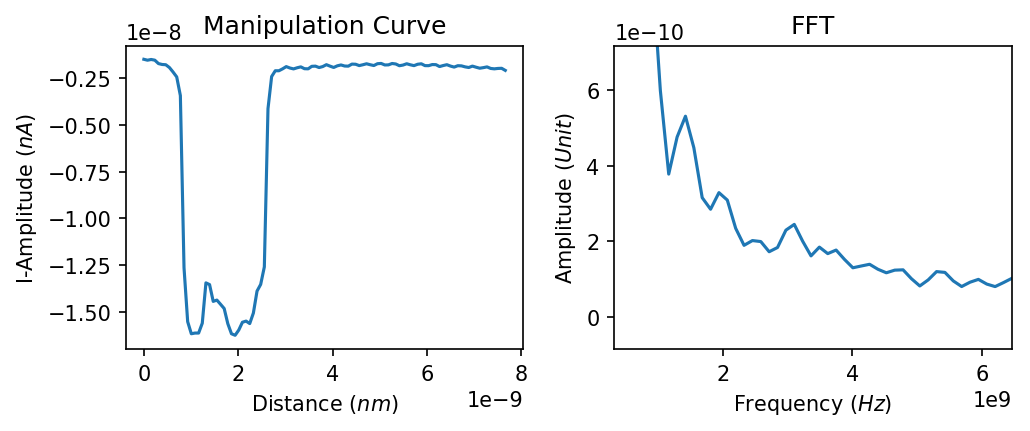 Manipulation Curve
1e−8
−0.25
−0.50
−0.75
−1.00
−1.25
−1.50
I-Amplitude (nA)
0 2 4 6 8
1e−9
Distance (nm)
FFT
1e−10
6
4
2
0
Amplitude (Unit)
2 4 6
1e9
Frequency (Hz)